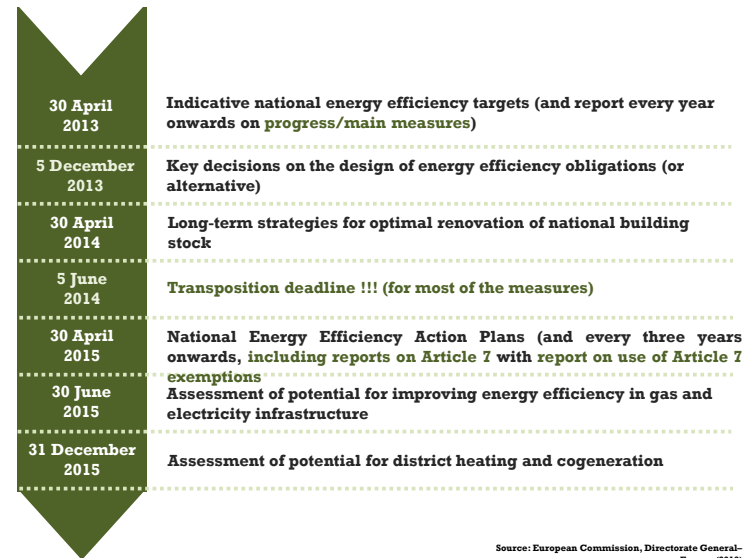 30 April
2013
Indicative national energy efficiency targets (and report every year
onwards on progress/main measures)
5 December
2013
Key decisions on the design of energy efficiency obligations (or
alternative)
30 April
2014
Long-term strategies for optimal renovation of national building
stock
5 June
2014
Transposition deadline !!! (for most of the measures)
30 April
2015
National Energy Efficiency Action Plans (and every three years
onwards, including reports on Article 7 with report on use of Article 7
exemptions
30 June
2015
Assessment of potential for improving energy efficiency in gas and
electricity infrastructure
31 December
2015
Assessment of potential for district heating and cogeneration
Source: European Commission, Directorate General–